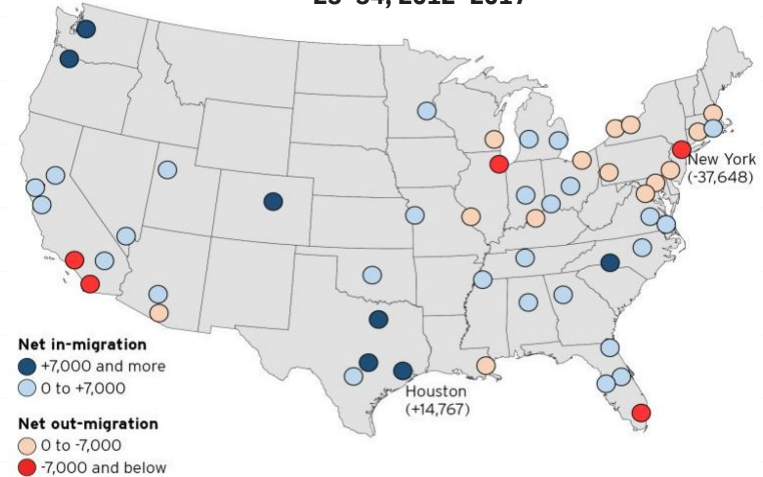 25–34, 2012–2017
New York
(-37,648)
Net in-migration
+7,000 and more
0 to +7,000
Houston
(+14,767)
Net out-migration
0 to -7,000
-7,000 and below